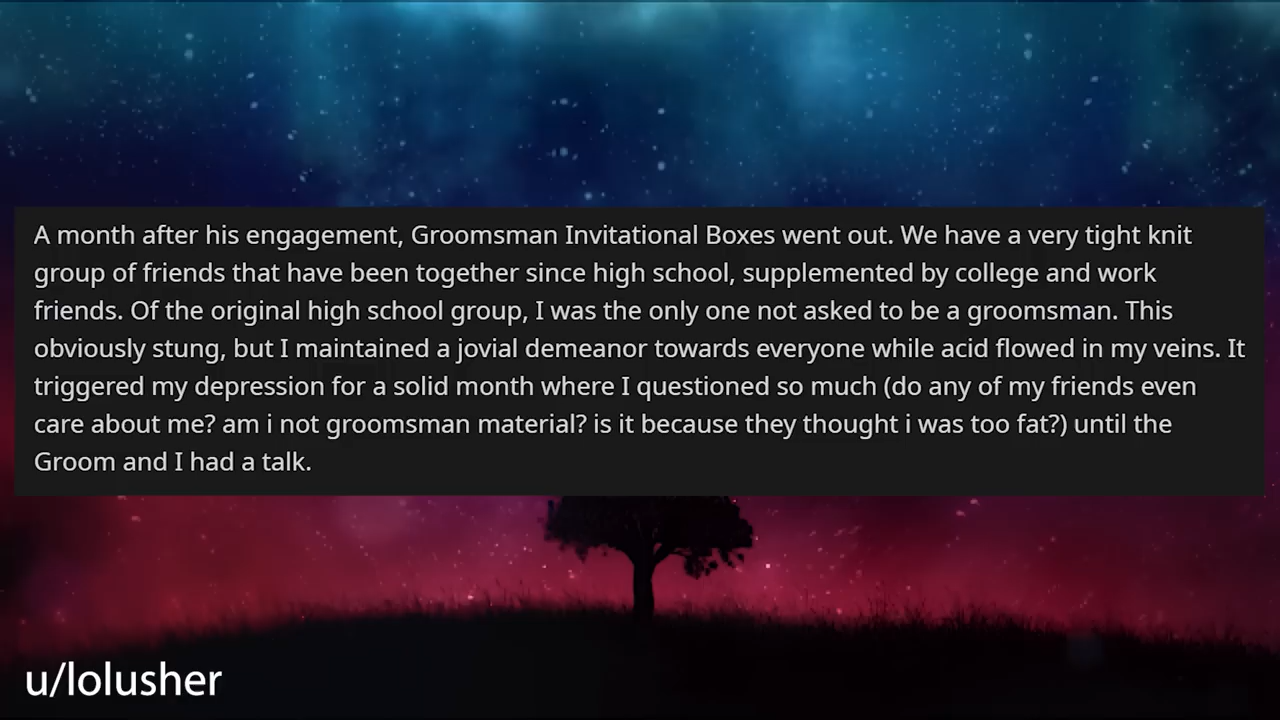 A month after his engagement, Groomsman Invitational Boxes went out. We have a very tight knit
group of friends that have been together since high school, supplemented by college and work
friends. Of the original high school group, I was the only one not asked to be a groomsman. This
obviously stung, but I maintained a jovial demeanor towards everyone while acid flowed in my veins. It
triggered my depression for a solid month where I questioned so much (do any of my friends even
care about me? am i not groomsman material? is it because they thought i was too fat?) until the
Groom and I had a talk.
u/lolusher